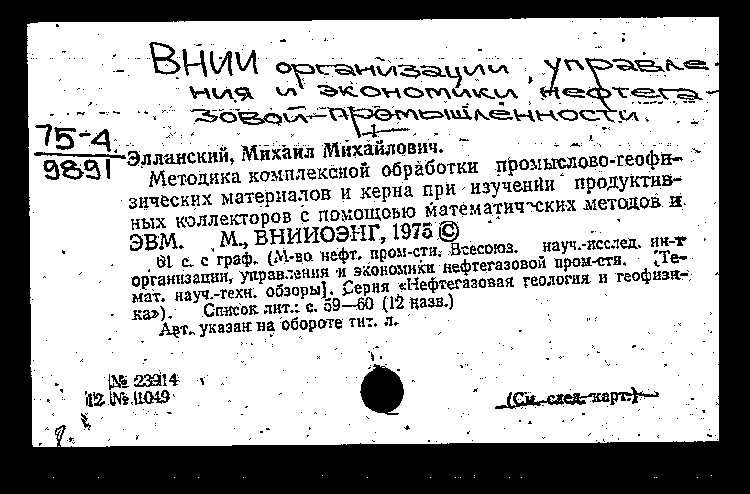 ВНИИ организации, управле-
ния и экономики нефтега-
зовой промышленности.
75-4
9891
Элланский, Михаил Михайлович.
Методика комплексной обработки промыслово-геофи-
зических материалов и керна при изучении продуктив-
ных коллекторов с помощью математических методов и
ЭВМ. М., ВНИИОЭНГ, 1975 ©
61 с. с граф. (М-во нефт. пром-сти. Всесоюз. науч.-исслед. ин-т
организации, управления и экономики нефтегазовой пром-сти. [Те-
мат. науч.-техн. обзоры]. Серия «Нефтегазовая геология и геофизи-
ка»). Список лит.: с. 59—60 (12 назв.)
Авт. указан на обороте тит. л.
№ 23914
12 № 11049
(См. след. карт.)